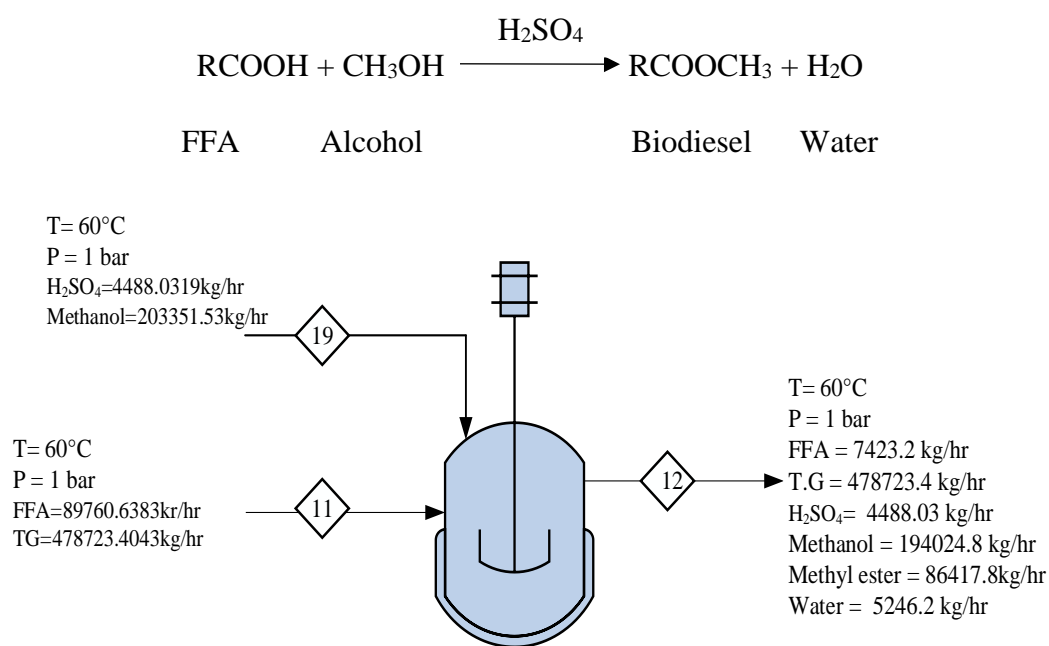 H₂SO₄
RCOOH + CH₃OH RCOOCH₃ + H₂O
FFA Alcohol Biodiesel Water
T= 60°C
P = 1 bar
H₂SO₄=4488.0319kg/hr
Methanol=203351.53kg/hr
19
T= 60°C
P = 1 bar
FFA=89760.6383kr/hr
TG=478723.4043kg/hr
11
12
T= 60°C
P = 1 bar
FFA = 7423.2 kg/hr
T.G = 478723.4 kg/hr
H₂SO₄= 4488.03 kg/hr
Methanol = 194024.8 kg/hr
Methyl ester = 86417.8kg/hr
Water = 5246.2 kg/hr